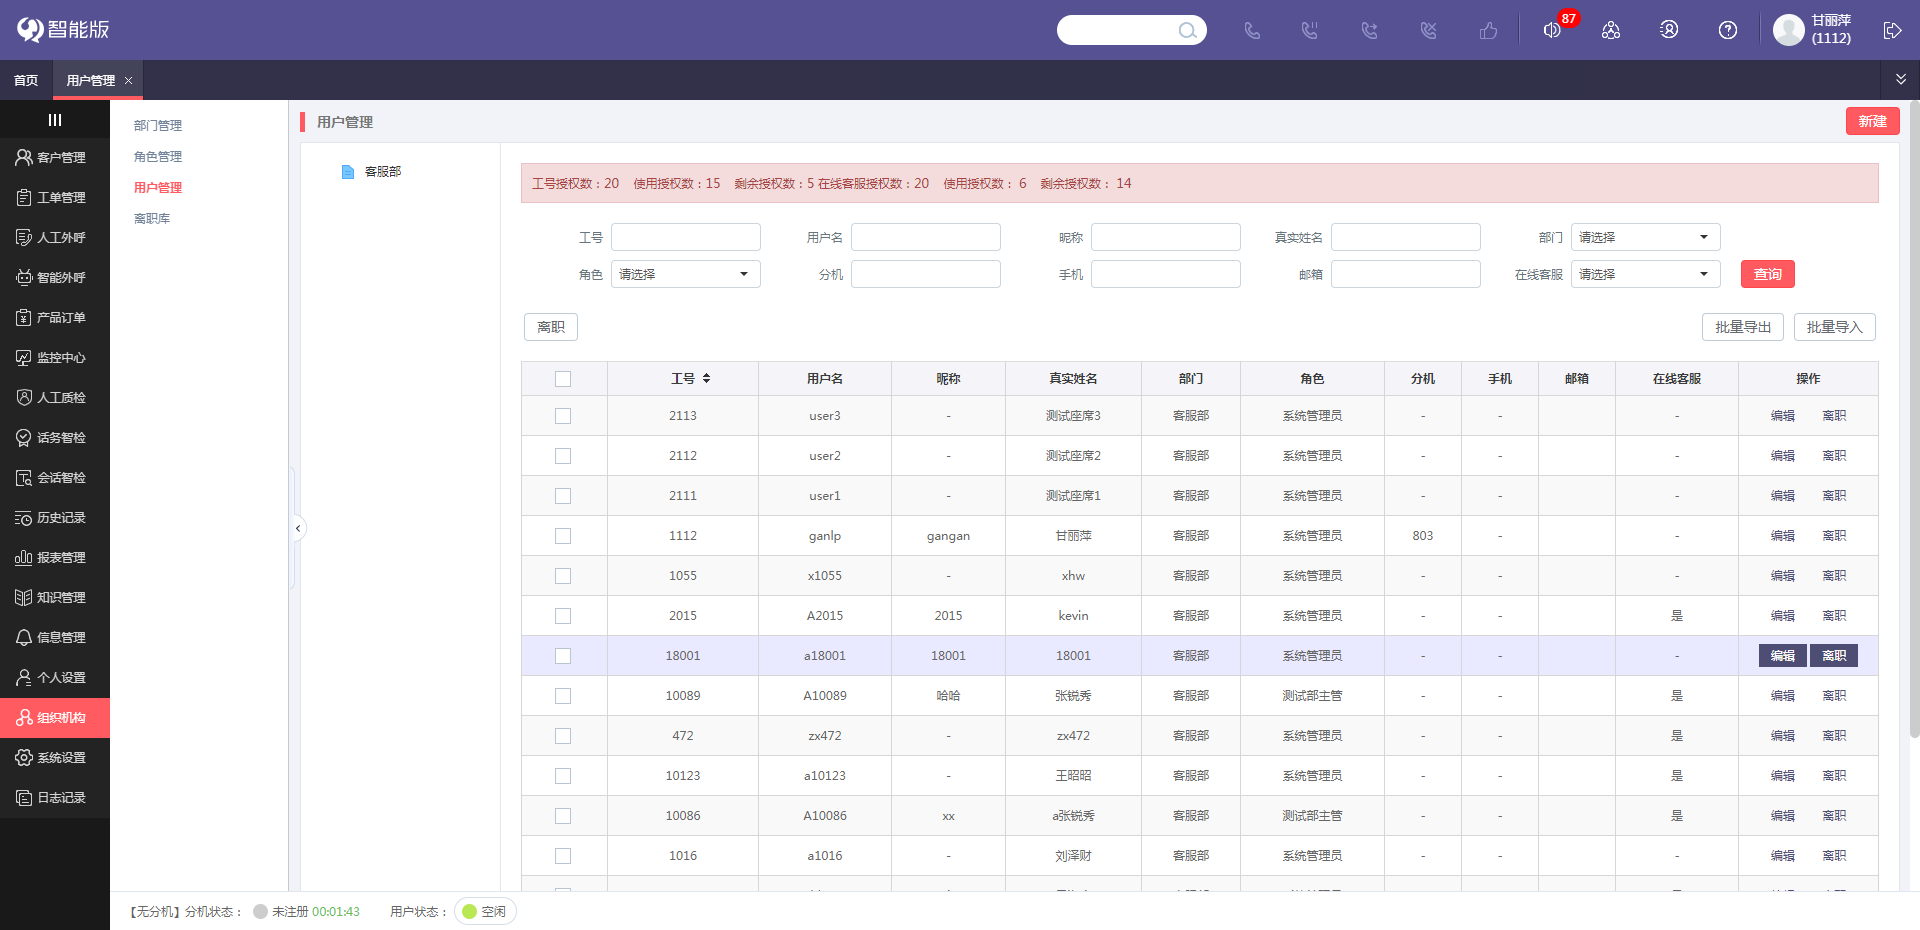 智能版
87
甘丽萍
(1112)
首页 用户管理
客户管理
工单管理
人工外呼
智能外呼
产品订单
监控中心
人工质检
话务智检
会话智检
历史记录
报表管理
知识管理
信息管理
个人设置
组织机构
系统设置
日志记录
部门管理
角色管理
用户管理
离职库
用户管理 新建
客服部
工号授权数：20 使用授权数：15 剩余授权数：5 在线客服授权数：20 使用授权数： 6 剩余授权数： 14
工号 用户名 昵称 真实姓名 部门 请选择
角色 请选择 分机 手机 邮箱 在线客服 请选择 查询
离职 批量导出 批量导入
工号 用户名 昵称 真实姓名 部门 角色 分机 手机 邮箱 在线客服 操作
2113 user3 - 测试座席3 客服部 系统管理员 - - - 编辑 离职
2112 user2 - 测试座席2 客服部 系统管理员 - - - 编辑 离职
2111 user1 - 测试座席1 客服部 系统管理员 - - - 编辑 离职
1112 ganlp gangan 甘丽萍 客服部 系统管理员 803 - - 编辑 离职
1055 x1055 - xhw 客服部 系统管理员 - - - 编辑 离职
2015 A2015 2015 kevin 客服部 系统管理员 - - 是 编辑 离职
18001 a18001 18001 18001 客服部 系统管理员 - - - 编辑 离职
10089 A10089 哈哈 张锐秀 客服部 测试部主管 - - 是 编辑 离职
472 zx472 - zx472 客服部 系统管理员 - - 是 编辑 离职
10123 a10123 - 王昭昭 客服部 系统管理员 - - 是 编辑 离职
10086 A10086 xx a张锐秀 客服部 测试部主管 - - 是 编辑 离职
1016 a1016 - 刘泽财 客服部 系统管理员 - - - 编辑 离职
【无分机】分机状态： 未注册 00:01:43 用户状态： 空闲